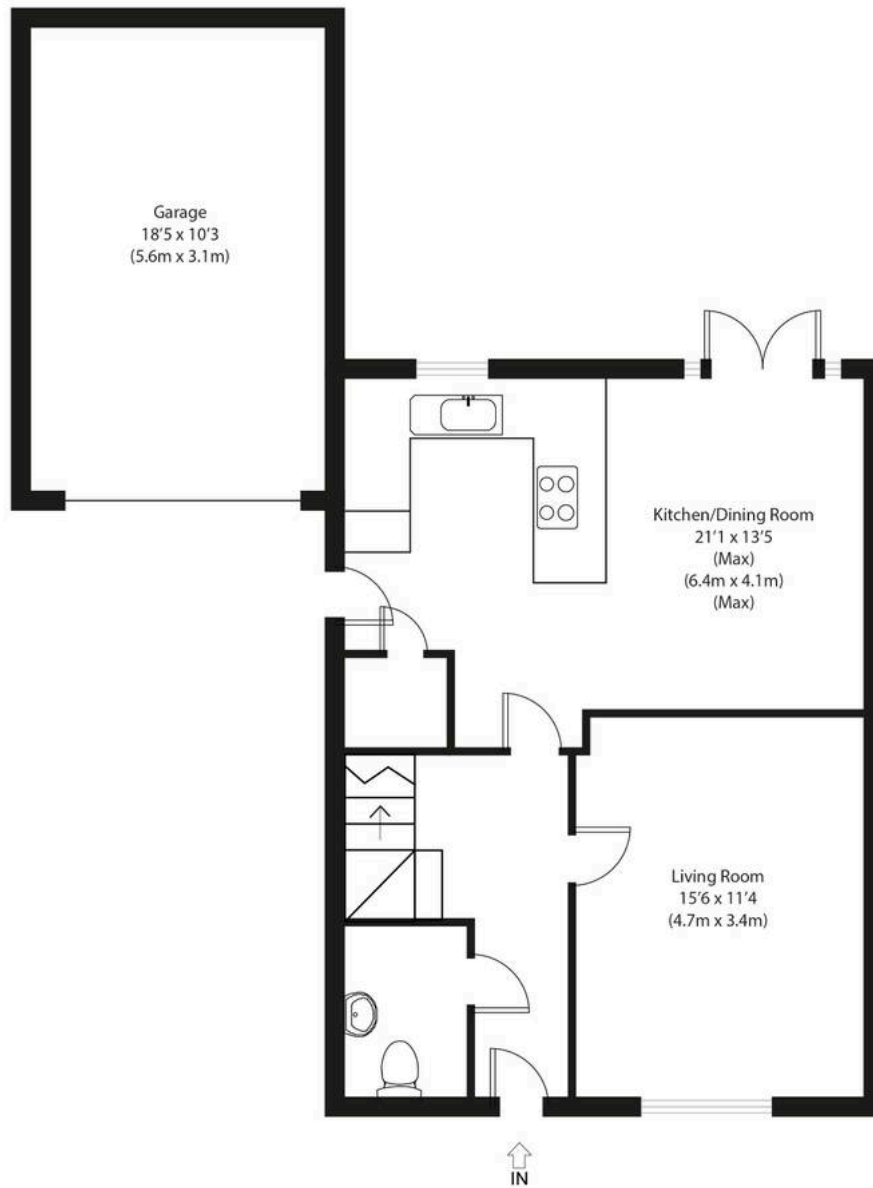 Garage
18'5 x 10'3
(5.6m x 3.1m)
Kitchen/Dining Room
21'1 x 13'5
(Max)
(6.4m x 4.1m)
(Max)
Living Room
15'6 x 11'4
(4.7m x 3.4m)
IN